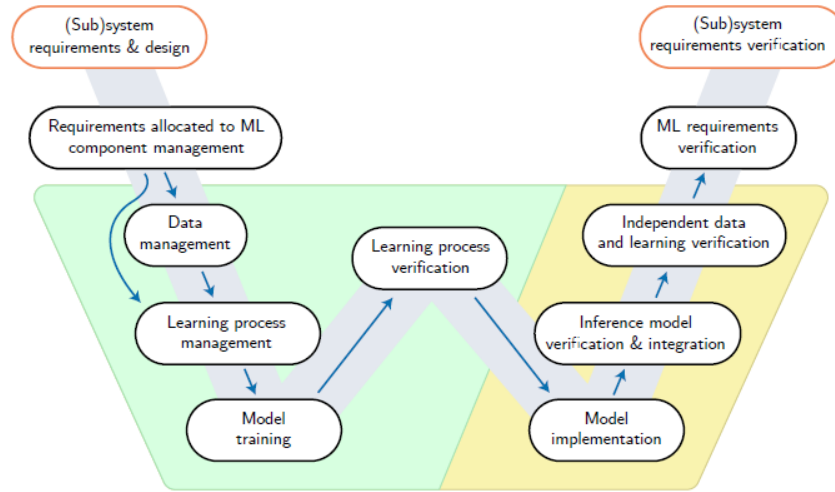 (Sub)system
requirements & design
(Sub)system
requirements verification
Requirements allocated to ML
component management
ML requirements
verification
Data
management
Learning process
verification
Independent data
and learning verification
Learning process
management
Inference model
verification & integration
Model
training
Model
implementation